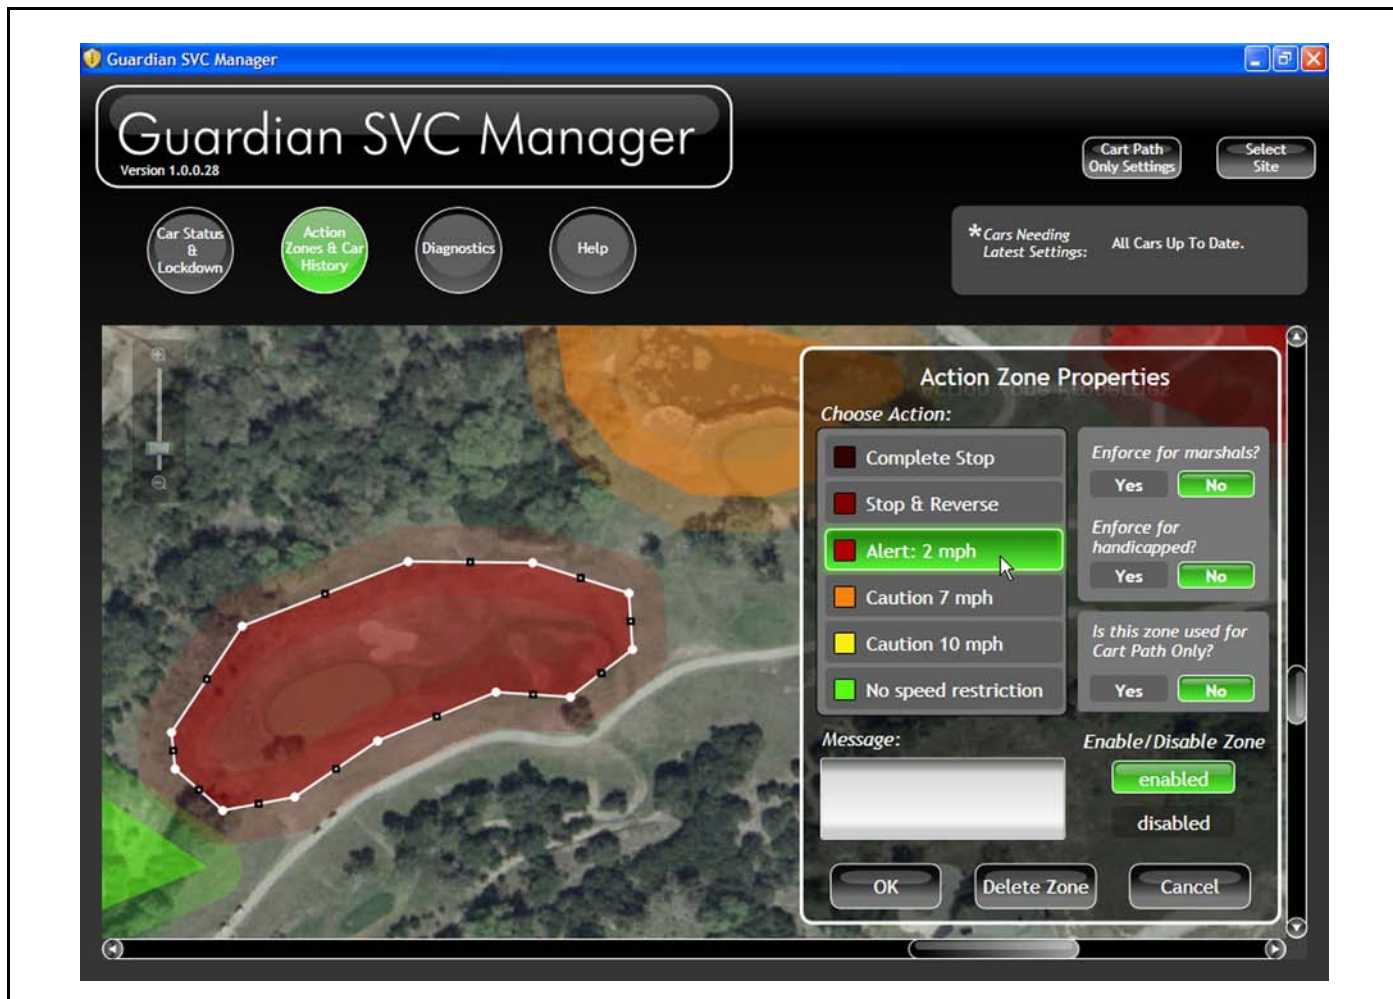 Guardian SVC Manager
Guardian SVC Manager
Version 1.0.0.28
Cart Path
Only Settings
Select
Site
Car Status
&
Lockdown
Action
Zones & Car
History
Diagnostics
Help
*Cars Needing
Latest Settings:
All Cars Up To Date.
Action Zone Properties
Choose Action:
Complete Stop
Stop & Reverse
Alert: 2 mph
Caution 7 mph
Caution 10 mph
No speed restriction
Enforce for marshals?
Yes No
Enforce for
handicapped?
Yes No
Is this zone used for
Cart Path Only?
Yes No
Message:
Enable/Disable Zone
enabled
disabled
OK
Delete Zone
Cancel